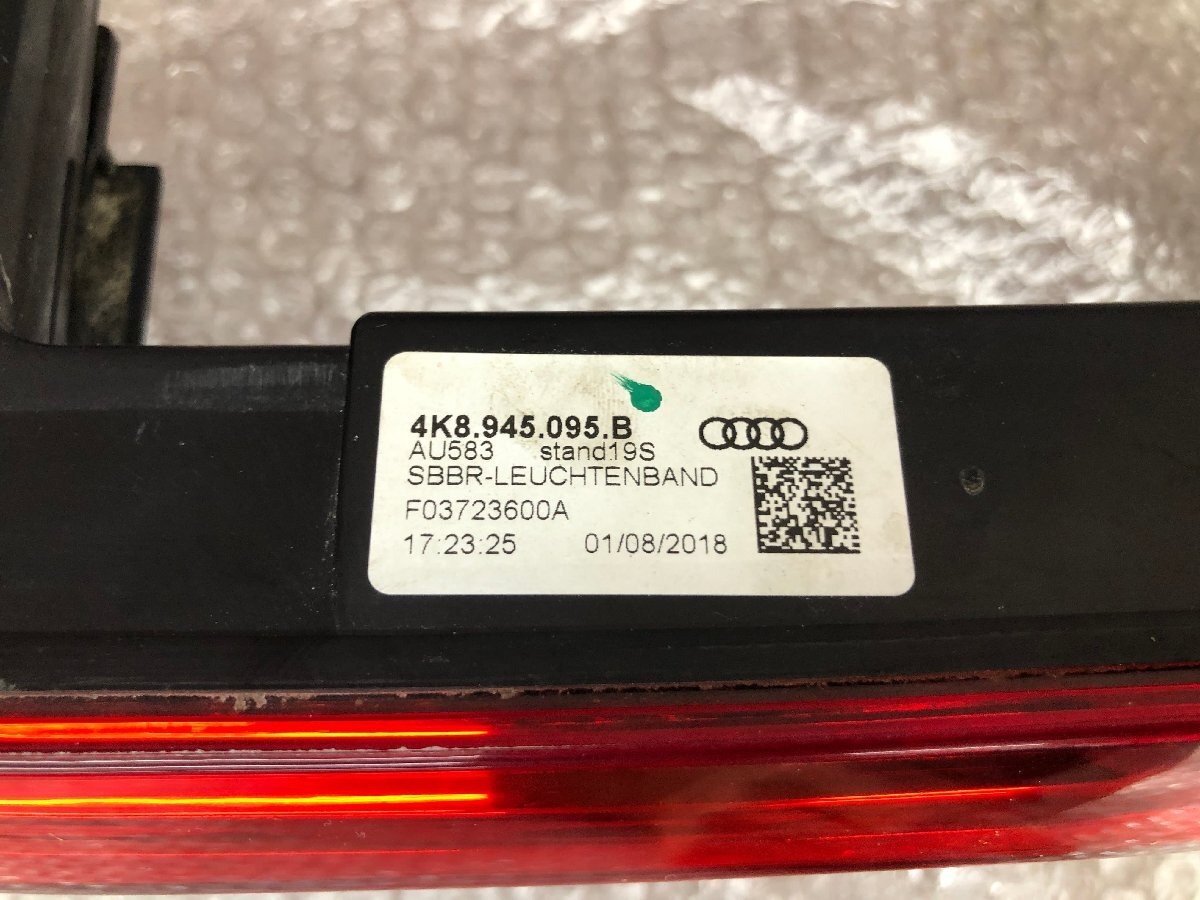 4K8.945.095.B
AU583 stand19S
SBBR-LEUCHTENBAND
F03723600A
17:23:25 01/08/2018